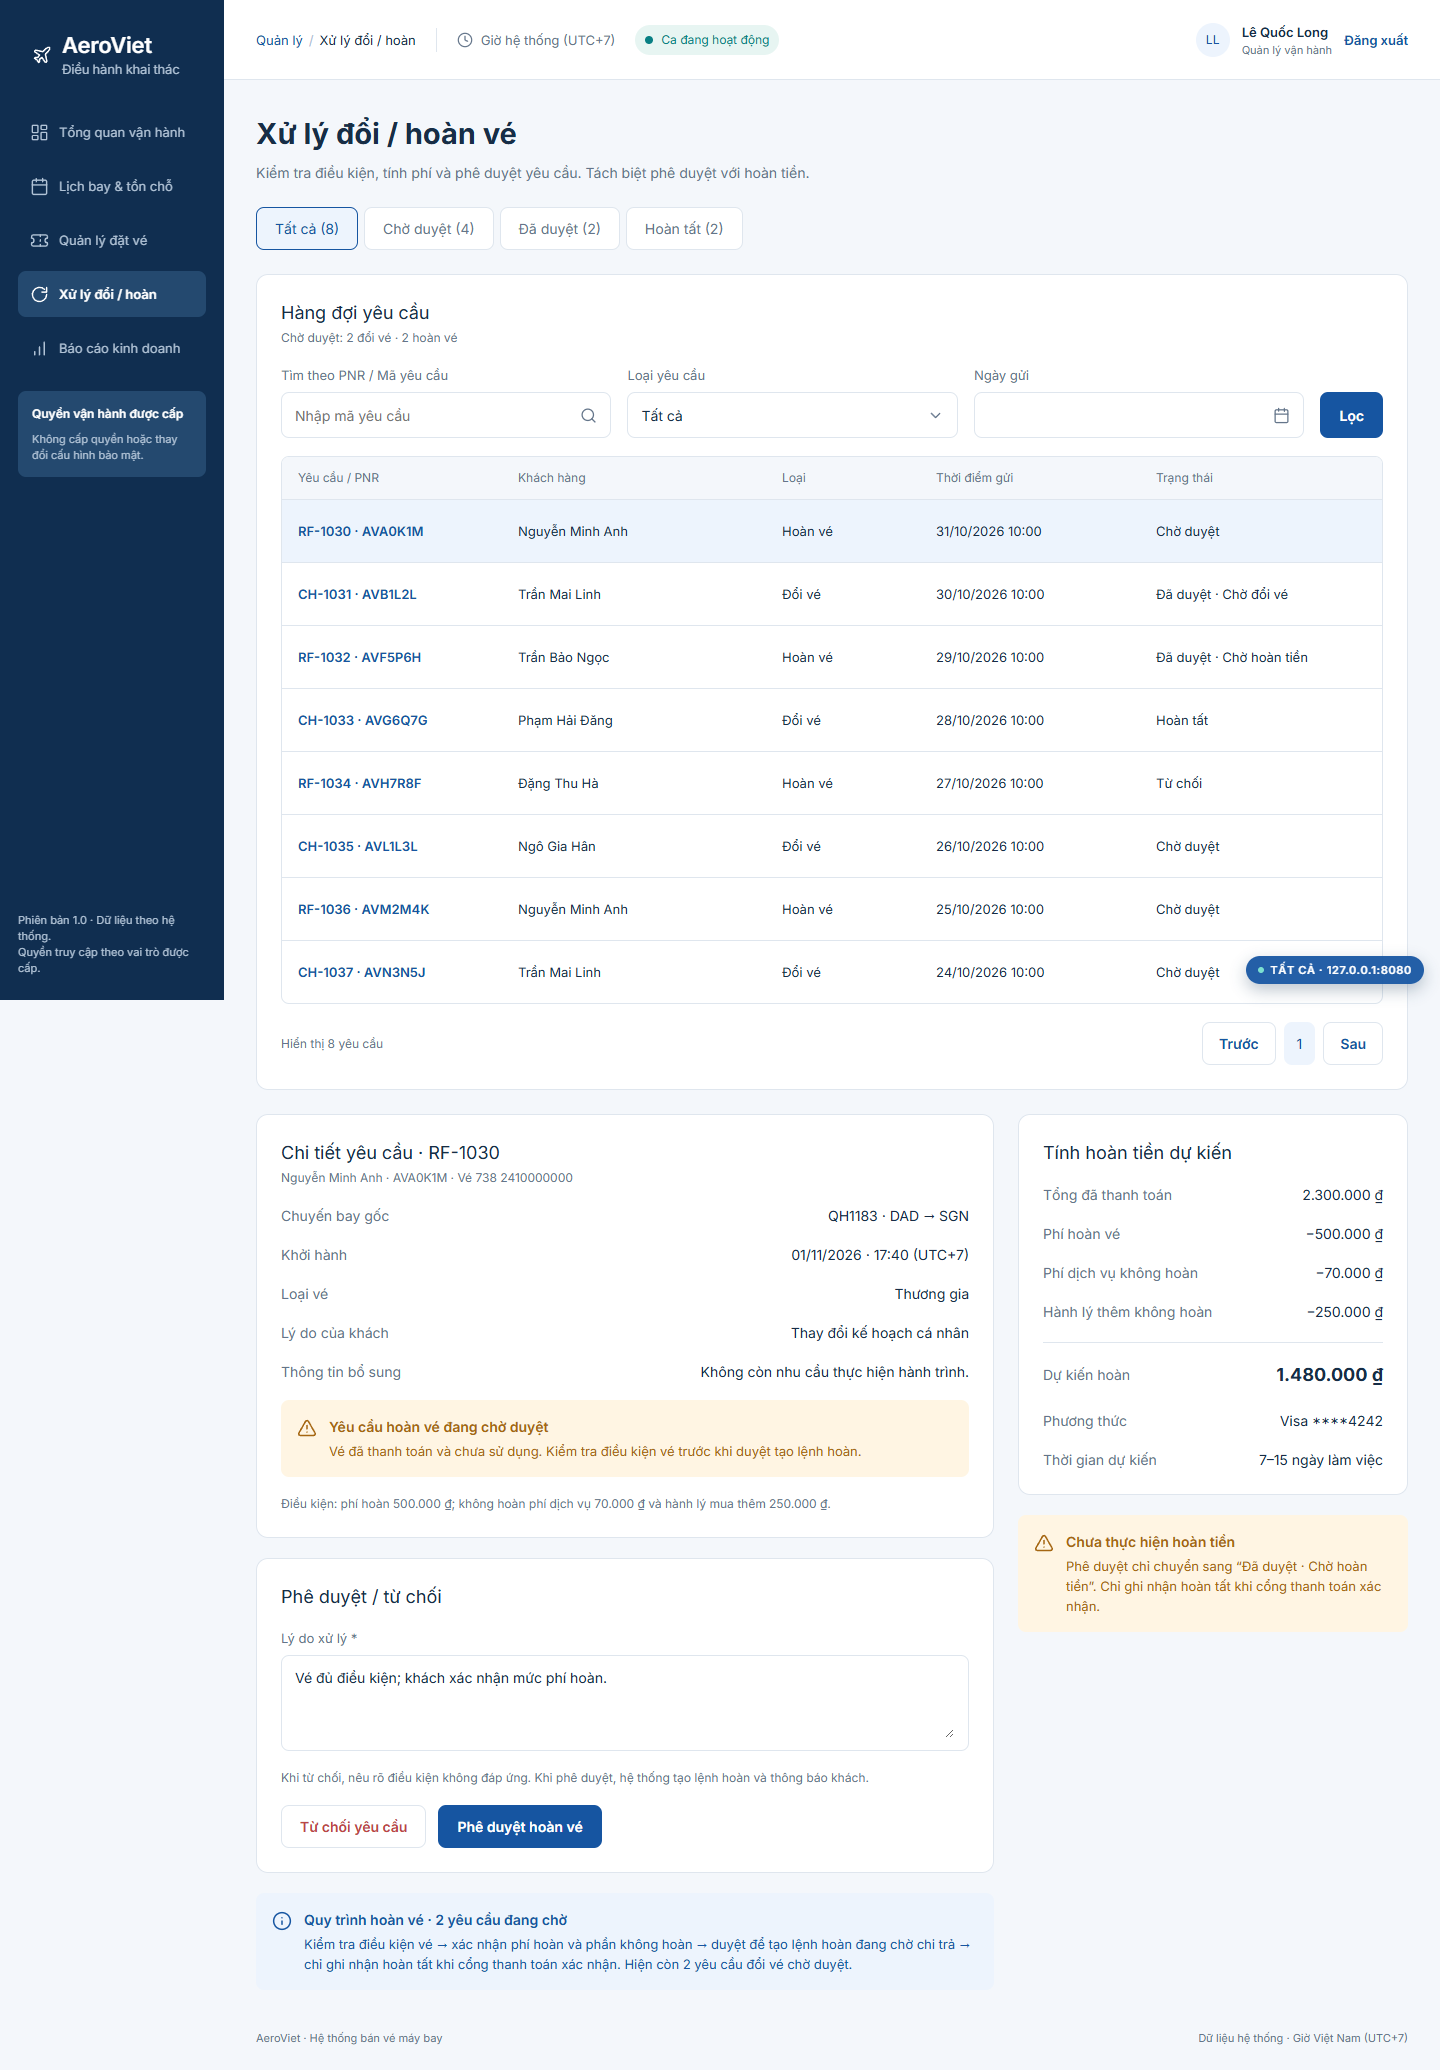 AeroViet
Điều hành khai thác
Tổng quan vận hành
Lịch bay & tồn chỗ
Quản lý đặt vé
Xử lý đổi / hoàn
Báo cáo kinh doanh
Quyền vận hành được cấp
Không cấp quyền hoặc thay
đổi cấu hình bảo mật.
Phiên bản 1.0 · Dữ liệu theo hệ
thống.
Quyền truy cập theo vai trò được
cấp.
Quản lý / Xử lý đổi / hoàn
Giờ hệ thống (UTC+7)
Ca đang hoạt động
LL
Lê Quốc Long
Quản lý vận hành
Đăng xuất
Xử lý đổi / hoàn vé
Kiểm tra điều kiện, tính phí và phê duyệt yêu cầu. Tách biệt phê duyệt với hoàn tiền.
Tất cả (8) Chờ duyệt (4) Đã duyệt (2) Hoàn tất (2)
Hàng đợi yêu cầu
Chờ duyệt: 2 đổi vé · 2 hoàn vé
Tìm theo PNR / Mã yêu cầu Loại yêu cầu Ngày gửi
Nhập mã yêu cầu Tất cả Lọc
Yêu cầu / PNR Khách hàng Loại Thời điểm gửi Trạng thái
RF-1030 · AVA0K1M Nguyễn Minh Anh Hoàn vé 31/10/2026 10:00 Chờ duyệt
CH-1031 · AVB1L2L Trần Mai Linh Đổi vé 30/10/2026 10:00 Đã duyệt · Chờ đổi vé
RF-1032 · AVF5P6H Trần Bảo Ngọc Hoàn vé 29/10/2026 10:00 Đã duyệt · Chờ hoàn tiền
CH-1033 · AVG6Q7G Phạm Hải Đăng Đổi vé 28/10/2026 10:00 Hoàn tất
RF-1034 · AVH7R8F Đặng Thu Hà Hoàn vé 27/10/2026 10:00 Từ chối
CH-1035 · AVL1L3L Ngô Gia Hân Đổi vé 26/10/2026 10:00 Chờ duyệt
RF-1036 · AVM2M4K Nguyễn Minh Anh Hoàn vé 25/10/2026 10:00 Chờ duyệt
CH-1037 · AVN3N5J Trần Mai Linh Đổi vé 24/10/2026 10:00 Chờ duyệt
TẤT CẢ · 127.0.0.1:8080
Hiển thị 8 yêu cầu
Trước 1 Sau
Chi tiết yêu cầu · RF-1030
Nguyễn Minh Anh · AVA0K1M · Vé 738 2410000000
Chuyến bay gốc QH1183 · DAD → SGN
Khởi hành 01/11/2026 · 17:40 (UTC+7)
Loại vé Thương gia
Lý do của khách Thay đổi kế hoạch cá nhân
Thông tin bổ sung Không còn nhu cầu thực hiện hành trình.
Yêu cầu hoàn vé đang chờ duyệt
Vé đã thanh toán và chưa sử dụng. Kiểm tra điều kiện vé trước khi duyệt tạo lệnh hoàn.
Điều kiện: phí hoàn 500.000 ₫; không hoàn phí dịch vụ 70.000 ₫ và hành lý mua thêm 250.000 ₫.
Tính hoàn tiền dự kiến
Tổng đã thanh toán 2.300.000 ₫
Phí hoàn vé −500.000 ₫
Phí dịch vụ không hoàn −70.000 ₫
Hành lý thêm không hoàn −250.000 ₫
Dự kiến hoàn 1.480.000 ₫
Phương thức Visa ****4242
Thời gian dự kiến 7–15 ngày làm việc
Chưa thực hiện hoàn tiền
Phê duyệt chỉ chuyển sang “Đã duyệt · Chờ hoàn
tiền”. Chỉ ghi nhận hoàn tất khi cổng thanh toán xác
nhận.
Phê duyệt / từ chối
Lý do xử lý *
Vé đủ điều kiện; khách xác nhận mức phí hoàn.
Khi từ chối, nêu rõ điều kiện không đáp ứng. Khi phê duyệt, hệ thống tạo lệnh hoàn và thông báo khách.
Từ chối yêu cầu Phê duyệt hoàn vé
Quy trình hoàn vé · 2 yêu cầu đang chờ
Kiểm tra điều kiện vé → xác nhận phí hoàn và phần không hoàn → duyệt để tạo lệnh hoàn đang chờ chi trả →
chỉ ghi nhận hoàn tất khi cổng thanh toán xác nhận. Hiện còn 2 yêu cầu đổi vé chờ duyệt.
AeroViet · Hệ thống bán vé máy bay
Dữ liệu hệ thống · Giờ Việt Nam (UTC+7)